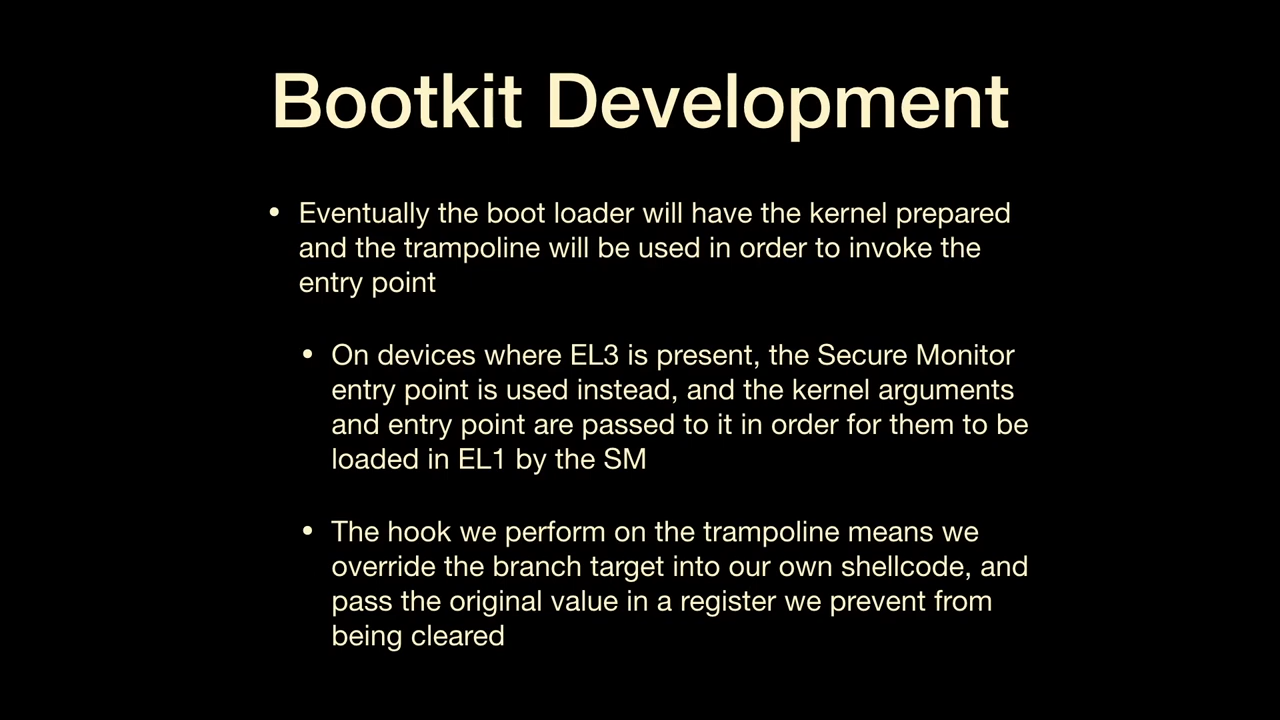 Bootkit Development
• Eventually the boot loader will have the kernel prepared
and the trampoline will be used in order to invoke the
entry point
• On devices where EL3 is present, the Secure Monitor
entry point is used instead, and the kernel arguments
and entry point are passed to it in order for them to be
loaded in EL1 by the SM
• The hook we perform on the trampoline means we
override the branch target into our own shellcode, and
pass the original value in a register we prevent from
being cleared